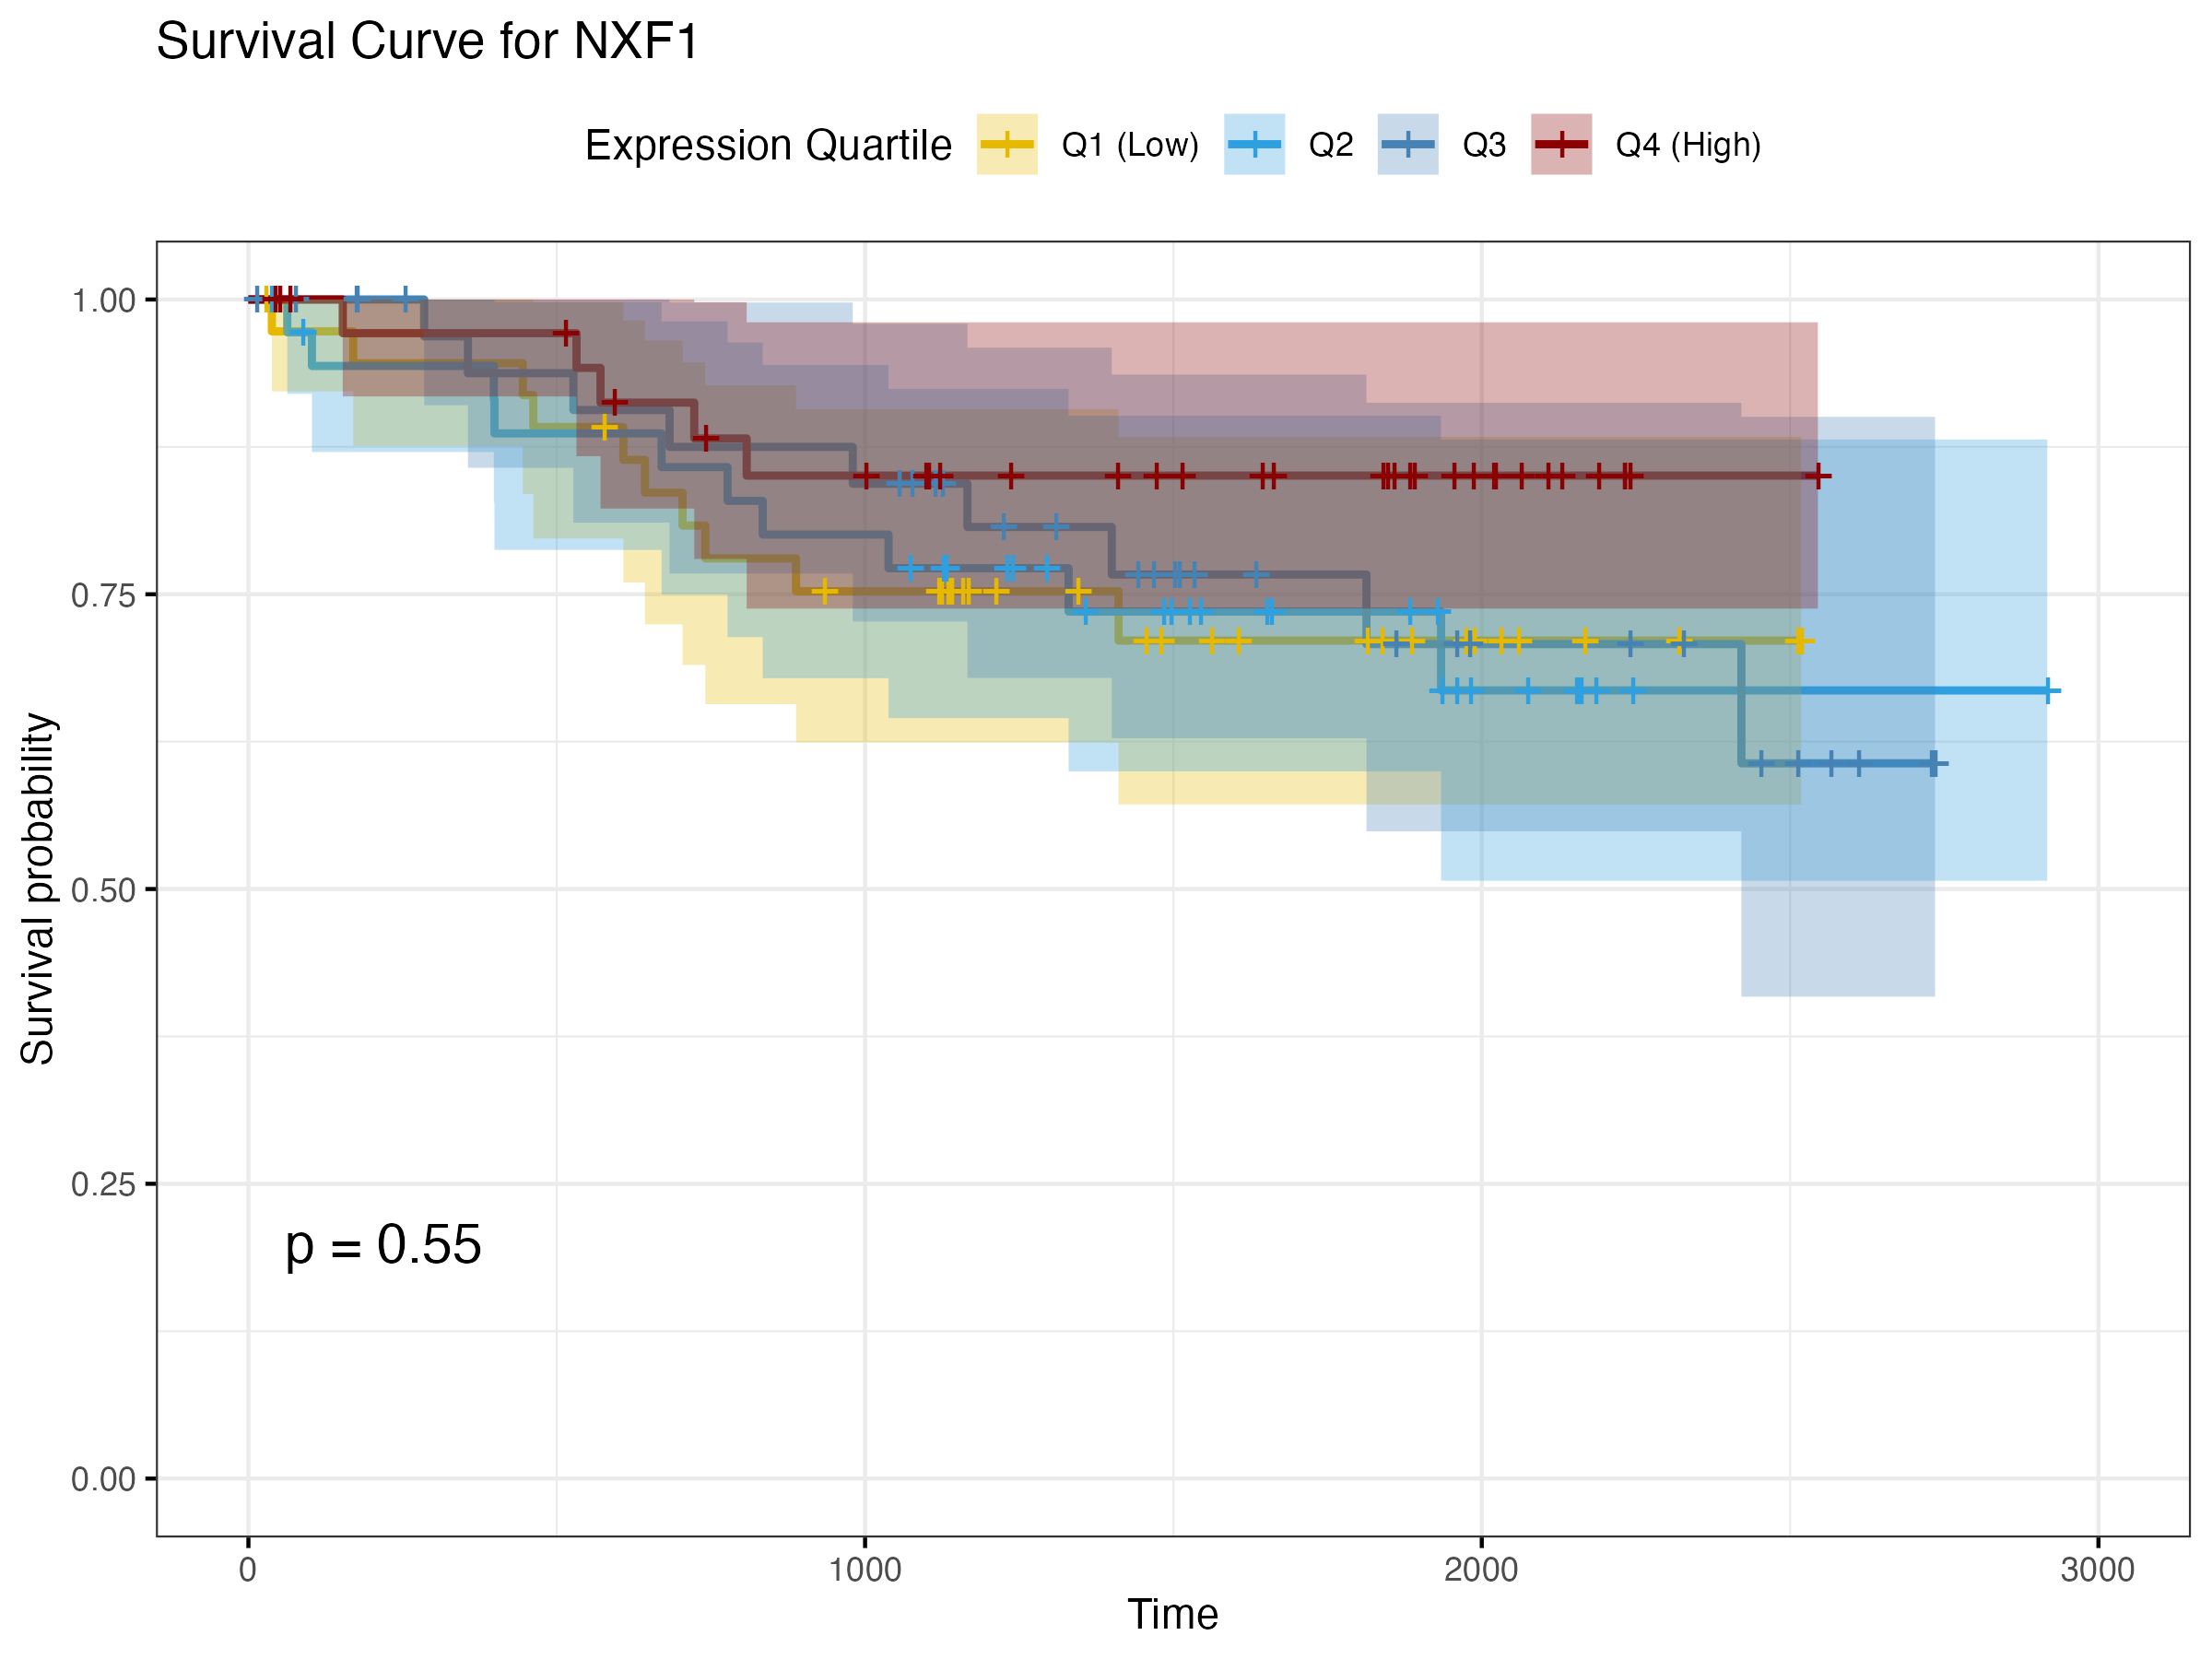 Survival Curve for NXF1
Expression Quartile Q1 (Low) Q2 Q3 Q4 (High)
Survival probability
1.00
0.75
0.50
0.25
0.00
p = 0.55
0 1000 2000 3000
Time